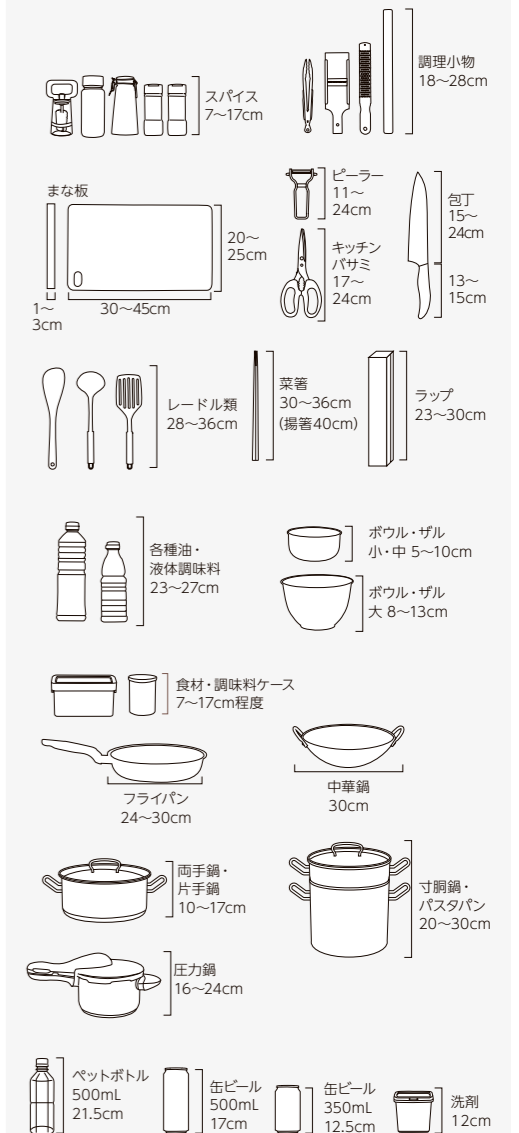 スパイス
7〜17cm
調理小物
18〜28cm
まな板
20〜
25cm
1〜
3cm
30〜45cm
ピーラー
11〜
24cm
キッチン
バサミ
17〜
24cm
包丁
15〜
24cm
13〜
15cm
レードル類
28〜36cm
菜箸
30〜36cm
(揚箸40cm)
ラップ
23〜30cm
各種油・
液体調味料
23〜27cm
ボウル・ザル
小・中 5〜10cm
ボウル・ザル
大 8〜13cm
食材・調味料ケース
7〜17cm程度
フライパン
24〜30cm
中華鍋
30cm
両手鍋・
片手鍋
10〜17cm
寸胴鍋・
パスタパン
20〜30cm
圧力鍋
16〜24cm
ペットボトル
500mL
21.5cm
缶ビール
500mL
17cm
缶ビール
350mL
12.5cm
洗剤
12cm